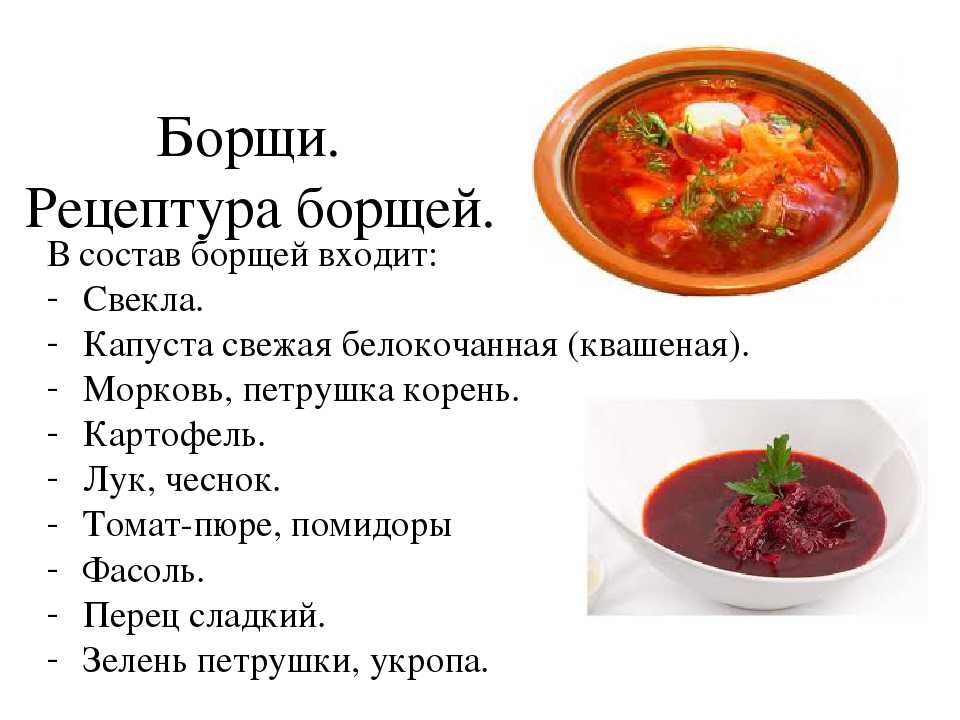 Борщи.
Рецептура борщей.
В состав борщей входит:
- Свекла.
- Капуста свежая белокочанная (квашеная).
- Морковь, петрушка корень.
- Картофель.
- Лук, чеснок.
- Томат-пюре, помидоры
- Фасоль.
- Перец сладкий.
- Зелень петрушки, укропа.